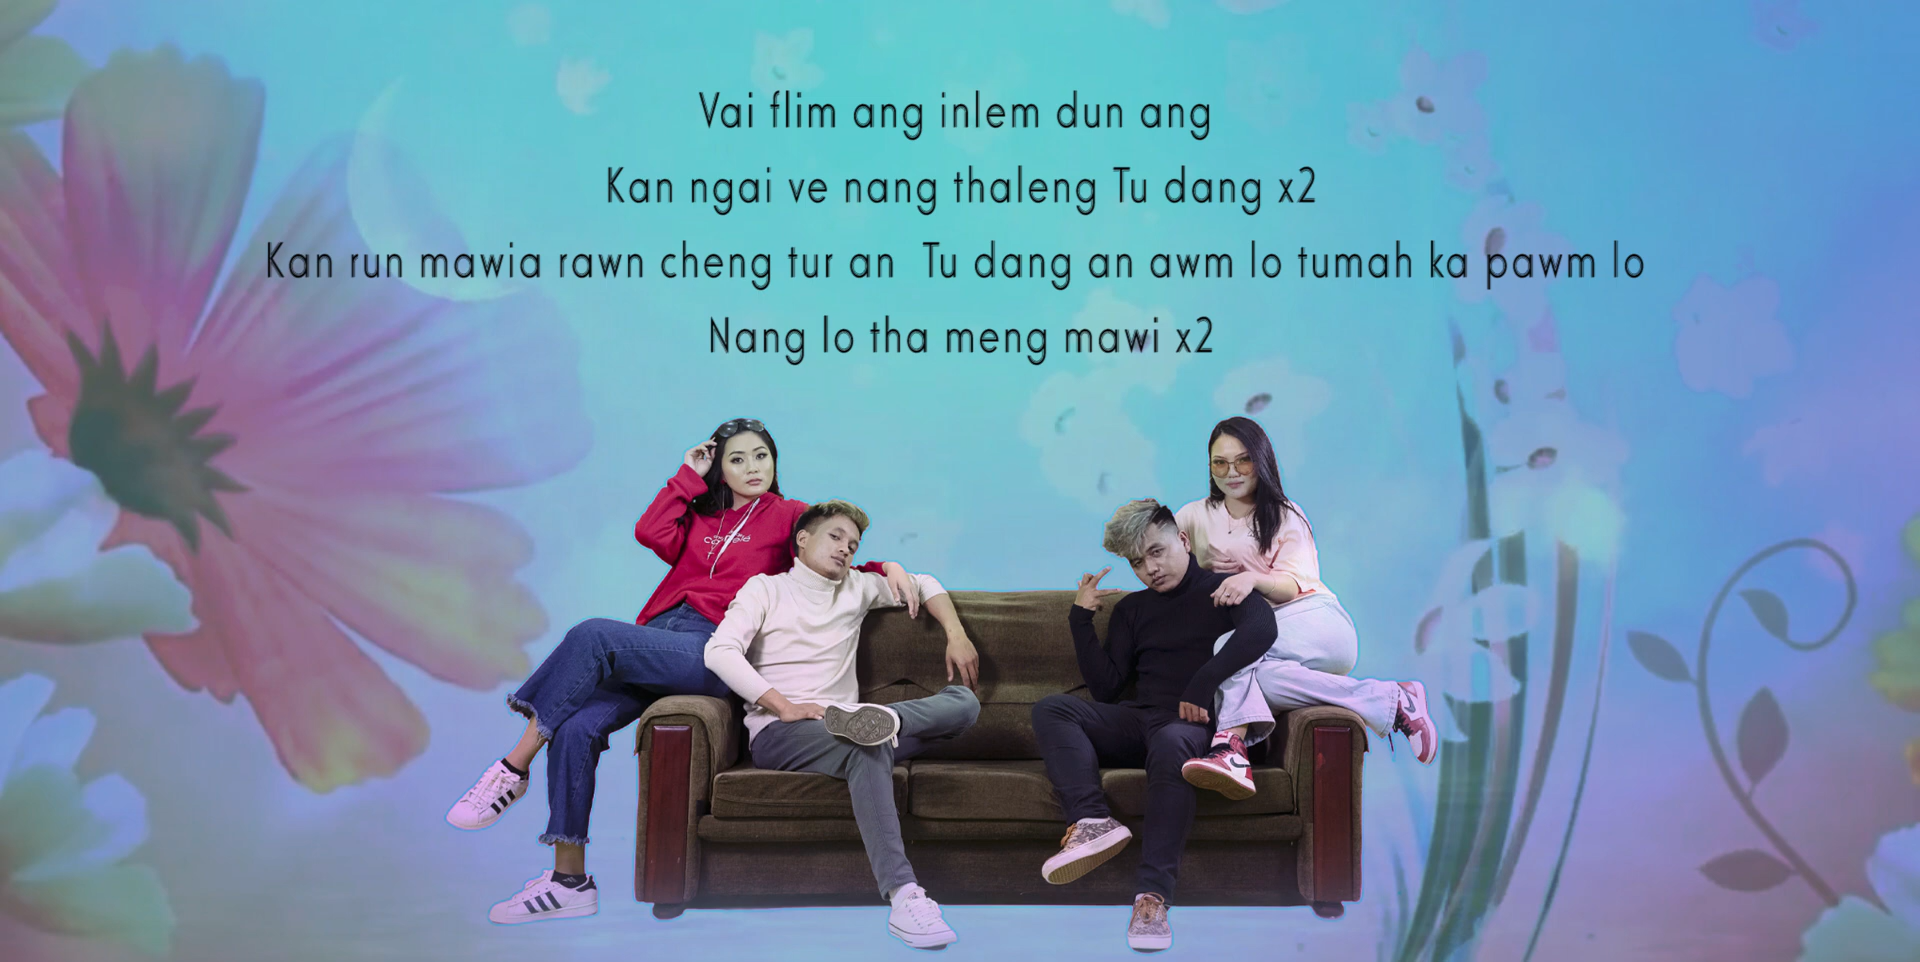 Vai flim ang inlem dun ang
Kan ngai ve nang thaleng Tu dang x2
Kan run mawia rawn cheng tur an Tu dang an awm lo tumah ka pawm lo
Nang lo tha meng mawi x2